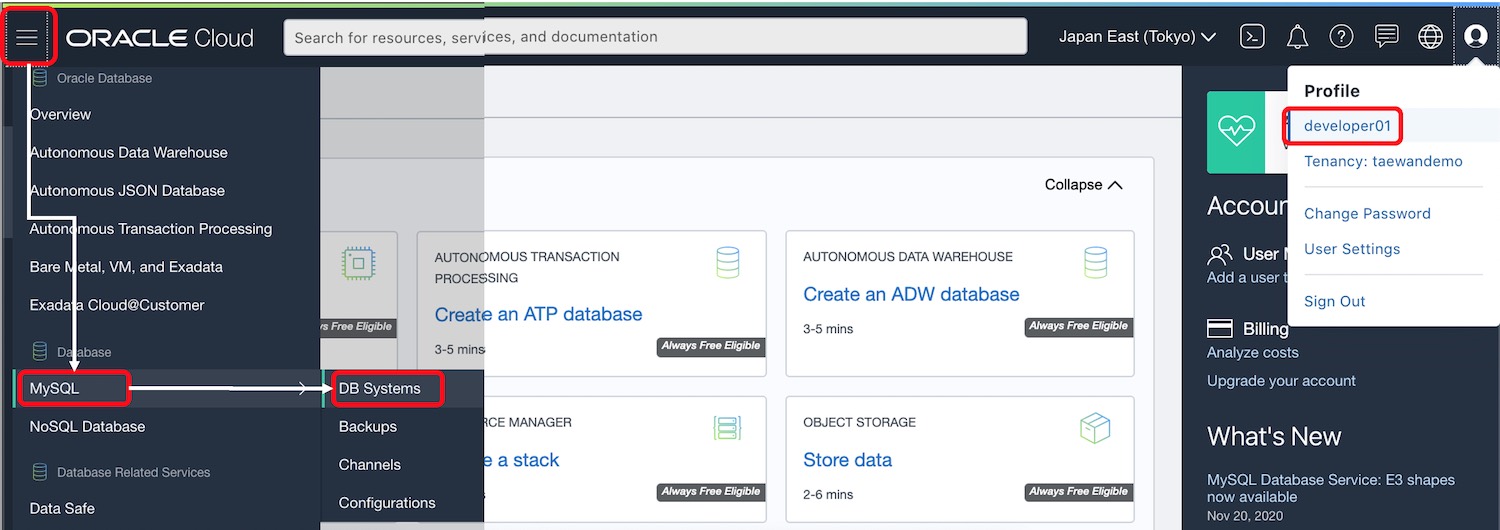 ORACLE Cloud
Search for resources, services, and documentation
Japan East (Tokyo)
Oracle Database
Overview
Autonomous Data Warehouse
Autonomous JSON Database
Autonomous Transaction Processing
Bare Metal, VM, and Exadata
Exadata Cloud@Customer
Database
MySQL
NoSQL Database
Database Related Services
Data Safe
DB Systems
Backups
Channels
Configurations
Collapse
s Free Eligible
AUTONOMOUS TRANSACTION
PROCESSING
Create an ATP database
3-5 mins
Always Free Eligible
AUTONOMOUS DATA WAREHOUSE
Create an ADW database
3-5 mins
Always Free Eligible
RCE MANAGER
e a stack
Always Free Eligible
OBJECT STORAGE
Store data
2-6 mins
Always Free Eligible
Profile
developer01
Tenancy: taewandemo
Change Password
User Settings
Sign Out
Accoun
User
Add a user t
Billing
Analyze costs
Upgrade your account
What's New
MySQL Database Service: E3 shapes
now available
Nov 20, 2020